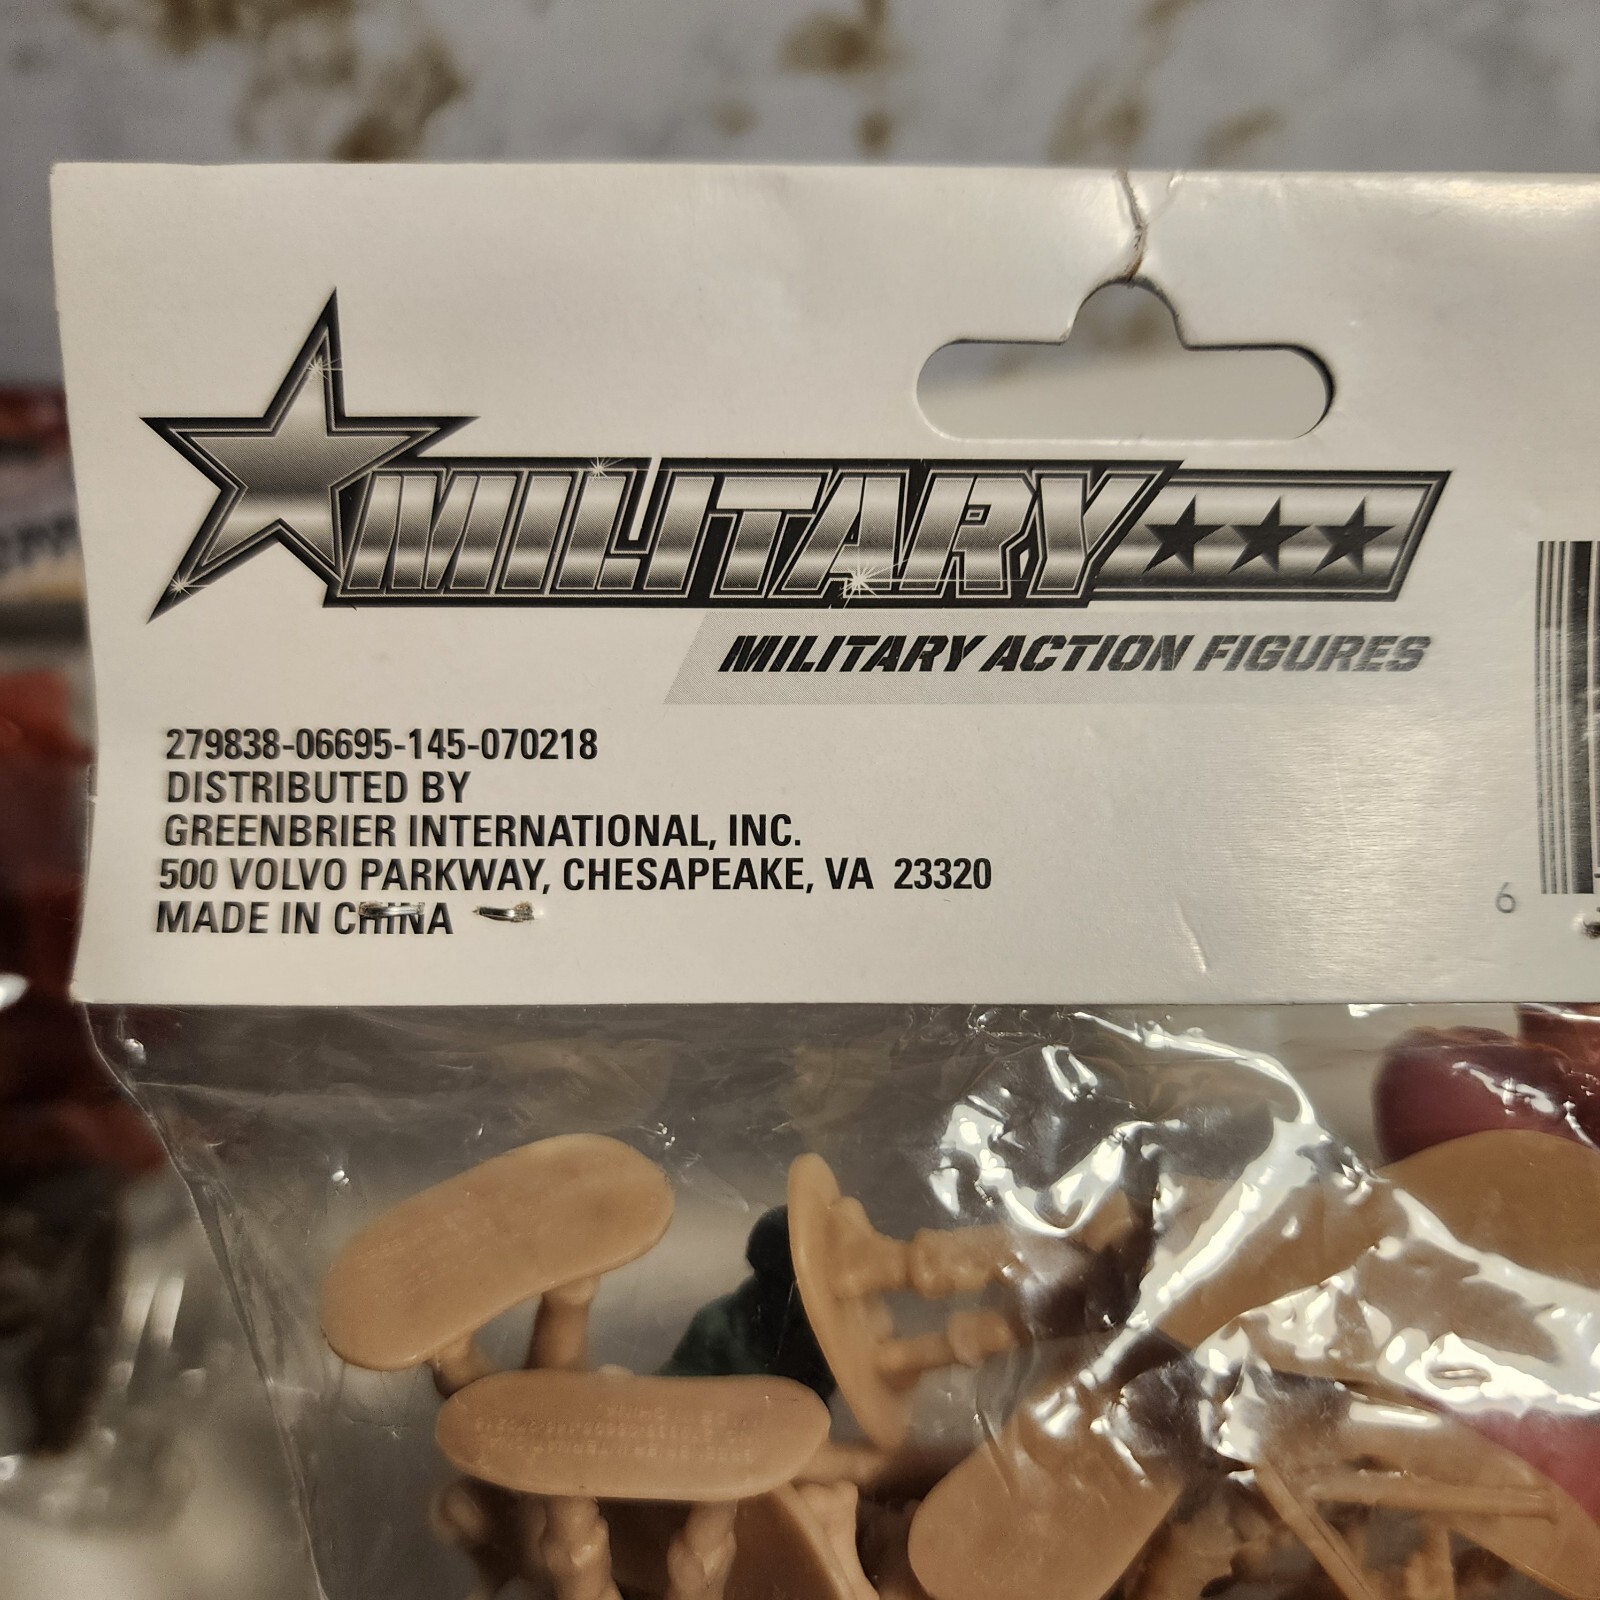 MILITARY
MILITARY ACTION FIGURES
279838-06695-145-070218
DISTRIBUTED BY
GREENBRIER INTERNATIONAL, INC.
500 VOLVO PARKWAY, CHESAPEAKE, VA 23320
MADE IN CHINA
6